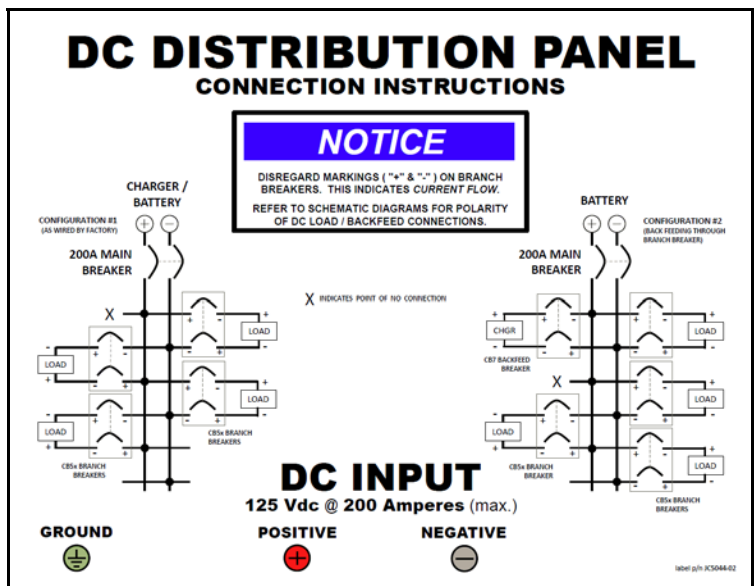 DC DISTRIBUTION PANEL
CONNECTION INSTRUCTIONS
NOTICE
DISREGARD MARKINGS ( "+" & "-" ) ON BRANCH
BREAKERS. THIS INDICATES CURRENT FLOW.
REFER TO SCHEMATIC DIAGRAMS FOR POLARITY
OF DC LOAD / BACKFEED CONNECTIONS.
CHARGER /
BATTERY
CONFIGURATION #1
(AS WIRED BY FACTORY)
+ -
200A MAIN
BREAKER
X
- +
+ -
LOAD
- +
- +
LOAD
+ -
+ -
- +
LOAD
+ -
- +
LOAD
+ -
CB5x BRANCH
BREAKERS
CB5x BRANCH
BREAKERS
X INDICATES POINT OF NO CONNECTION
BATTERY
+ -
CONFIGURATION #2
(BACK FEEDING THROUGH
BRANCH BREAKER)
200A MAIN
BREAKER
+ -
- +
CHGR
- +
+ -
CB7 BACKFEED
BREAKER
- +
+ -
LOAD
- +
X
- +
+ -
LOAD
- +
- +
LOAD
+ -
CB5x BRANCH
BREAKER
- +
+ -
LOAD
- +
CB5x BRANCH
BREAKERS
DC INPUT
125 Vdc @ 200 Amperes (max.)
GROUND
POSITIVE
+
NEGATIVE
-
label p/n JC5044-02